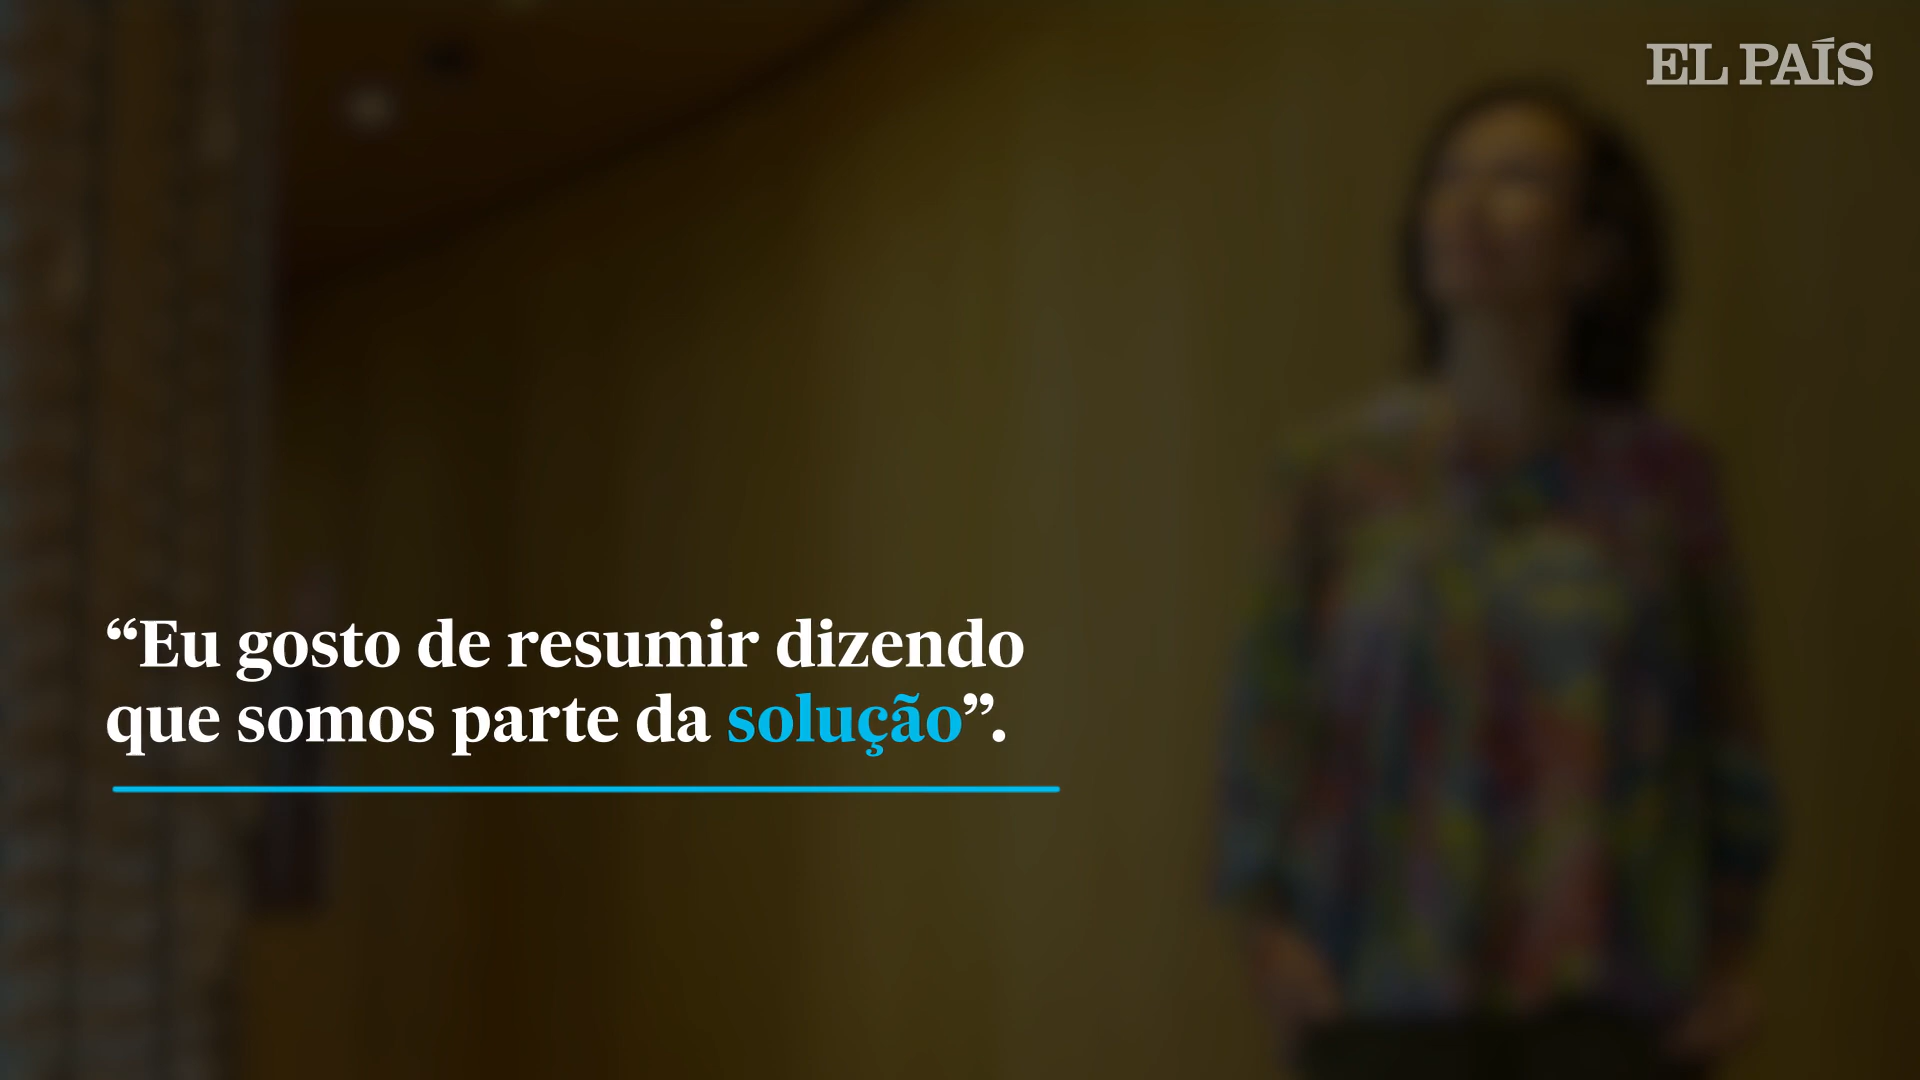 EL PAÍS
“Eu gosto de resumir dizendo
que somos parte da solução”.